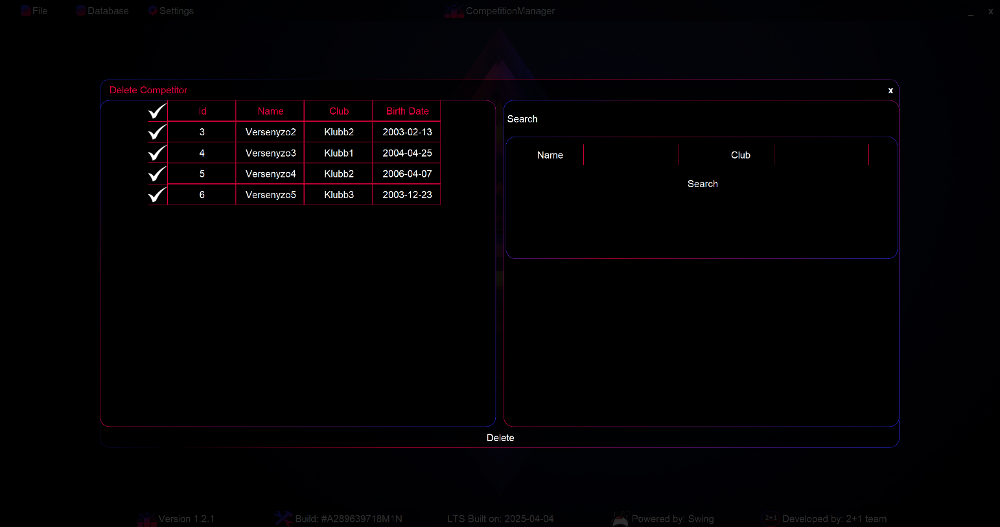 File Database Settings CompetitionManager _ x
Delete Competitor x
Id Name Club Birth Date
3 Versenyzo2 Klubb2 2003-02-13
4 Versenyzo3 Klubb1 2004-04-25
5 Versenyzo4 Klubb2 2006-04-07
6 Versenyzo5 Klubb3 2003-12-23
Search
Name Club
Search
Delete
Version 1.2.1 Build: #A289639718M1N LTS Built on: 2025-04-04 Powered by: Swing 2+1 Developed by: 2+1 team